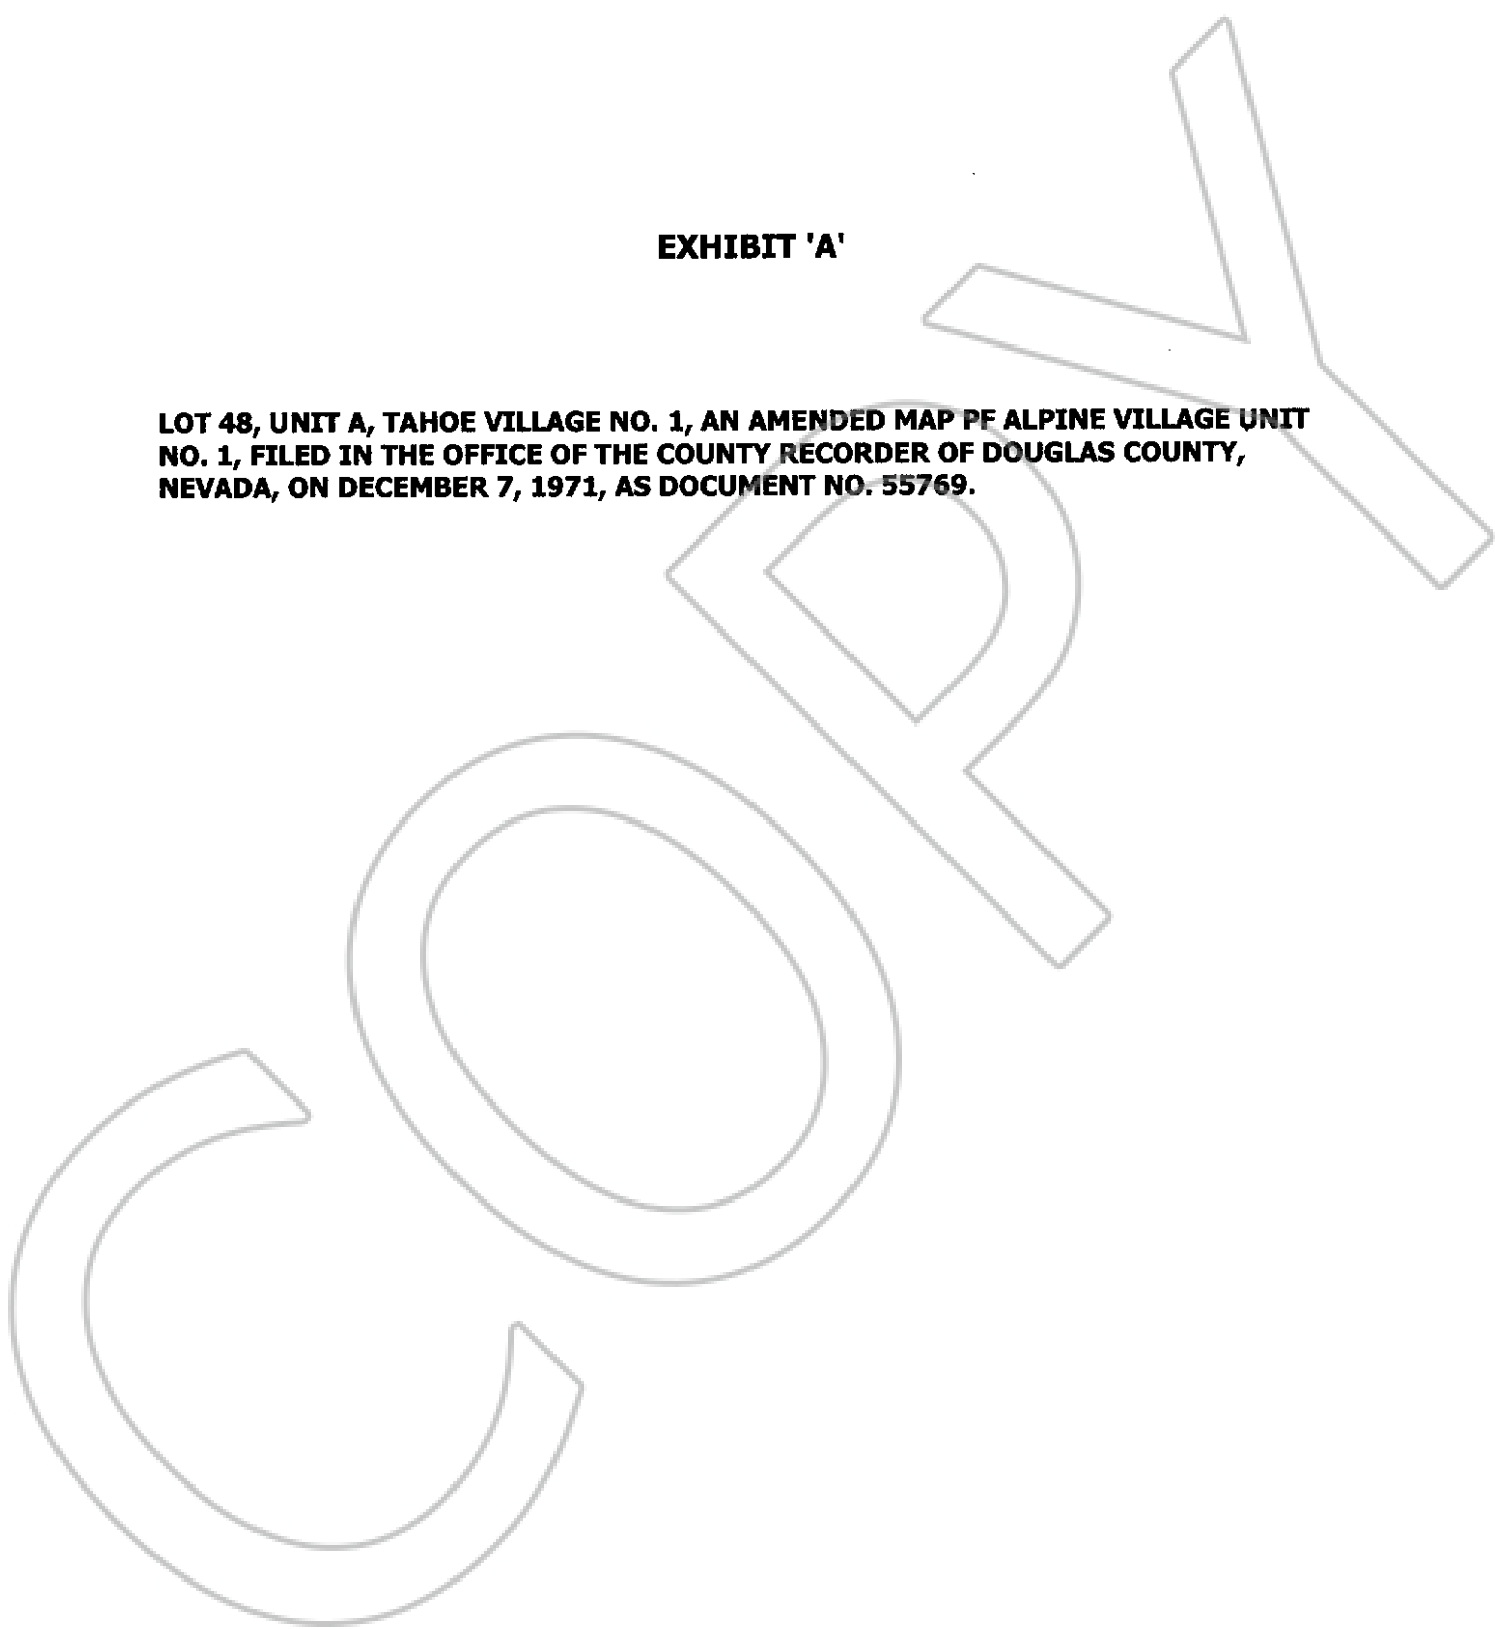 EXHIBIT 'A'
LOT 48, UNIT A, TAHOE VILLAGE NO. 1, AN AMENDED MAP PF ALPINE VILLAGE UNIT
NO. 1, FILED IN THE OFFICE OF THE COUNTY RECORDER OF DOUGLAS COUNTY,
NEVADA, ON DECEMBER 7, 1971, AS DOCUMENT NO. 55769.
COPY